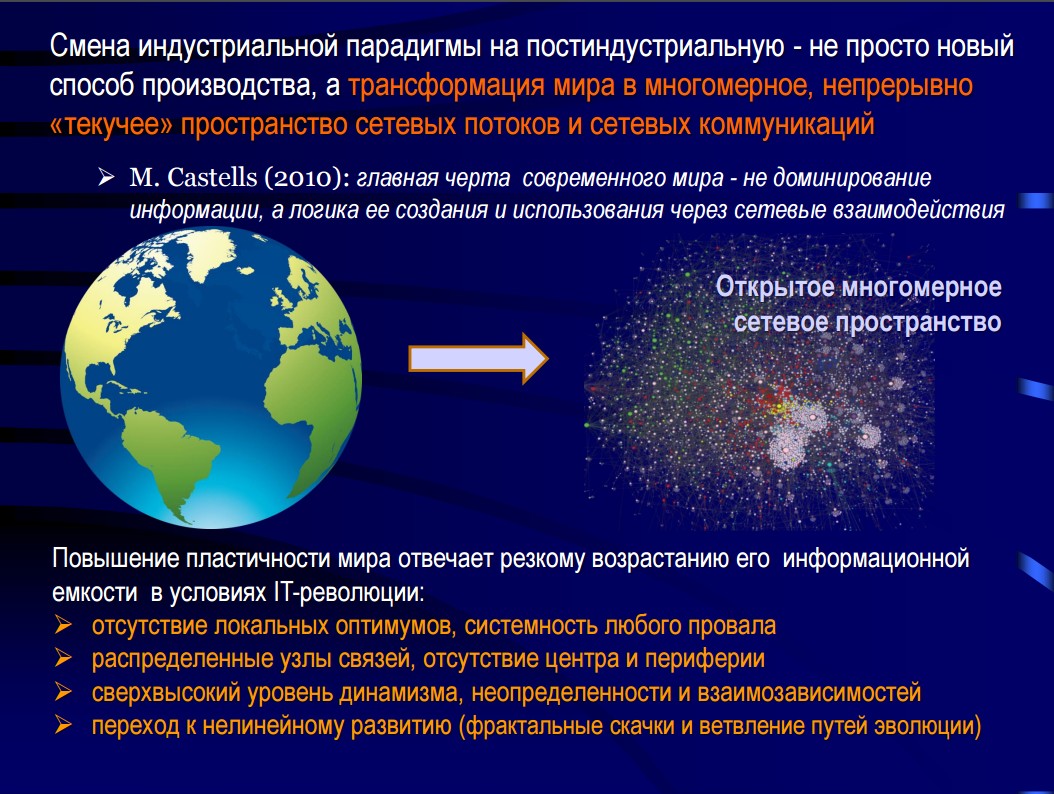 Смена индустриальной парадигмы на постиндустриальную - не просто новый
способ производства, а трансформация мира в многомерное, непрерывно
«текучее» пространство сетевых потоков и сетевых коммуникаций
M. Castells (2010): главная черта современного мира - не доминирование
информации, а логика ее создания и использования через сетевые взаимодействия
Открытое многомерное
сетевое пространство
Повышение пластичности мира отвечает резкому возрастанию его информационной
емкости в условиях IT-революции:
отсутствие локальных оптимумов, системность любого провала
распределенные узлы связей, отсутствие центра и периферии
сверхвысокий уровень динамизма, неопределенности и взаимозависимостей
переход к нелинейному развитию (фрактальные скачки и ветвление путей эволюции)